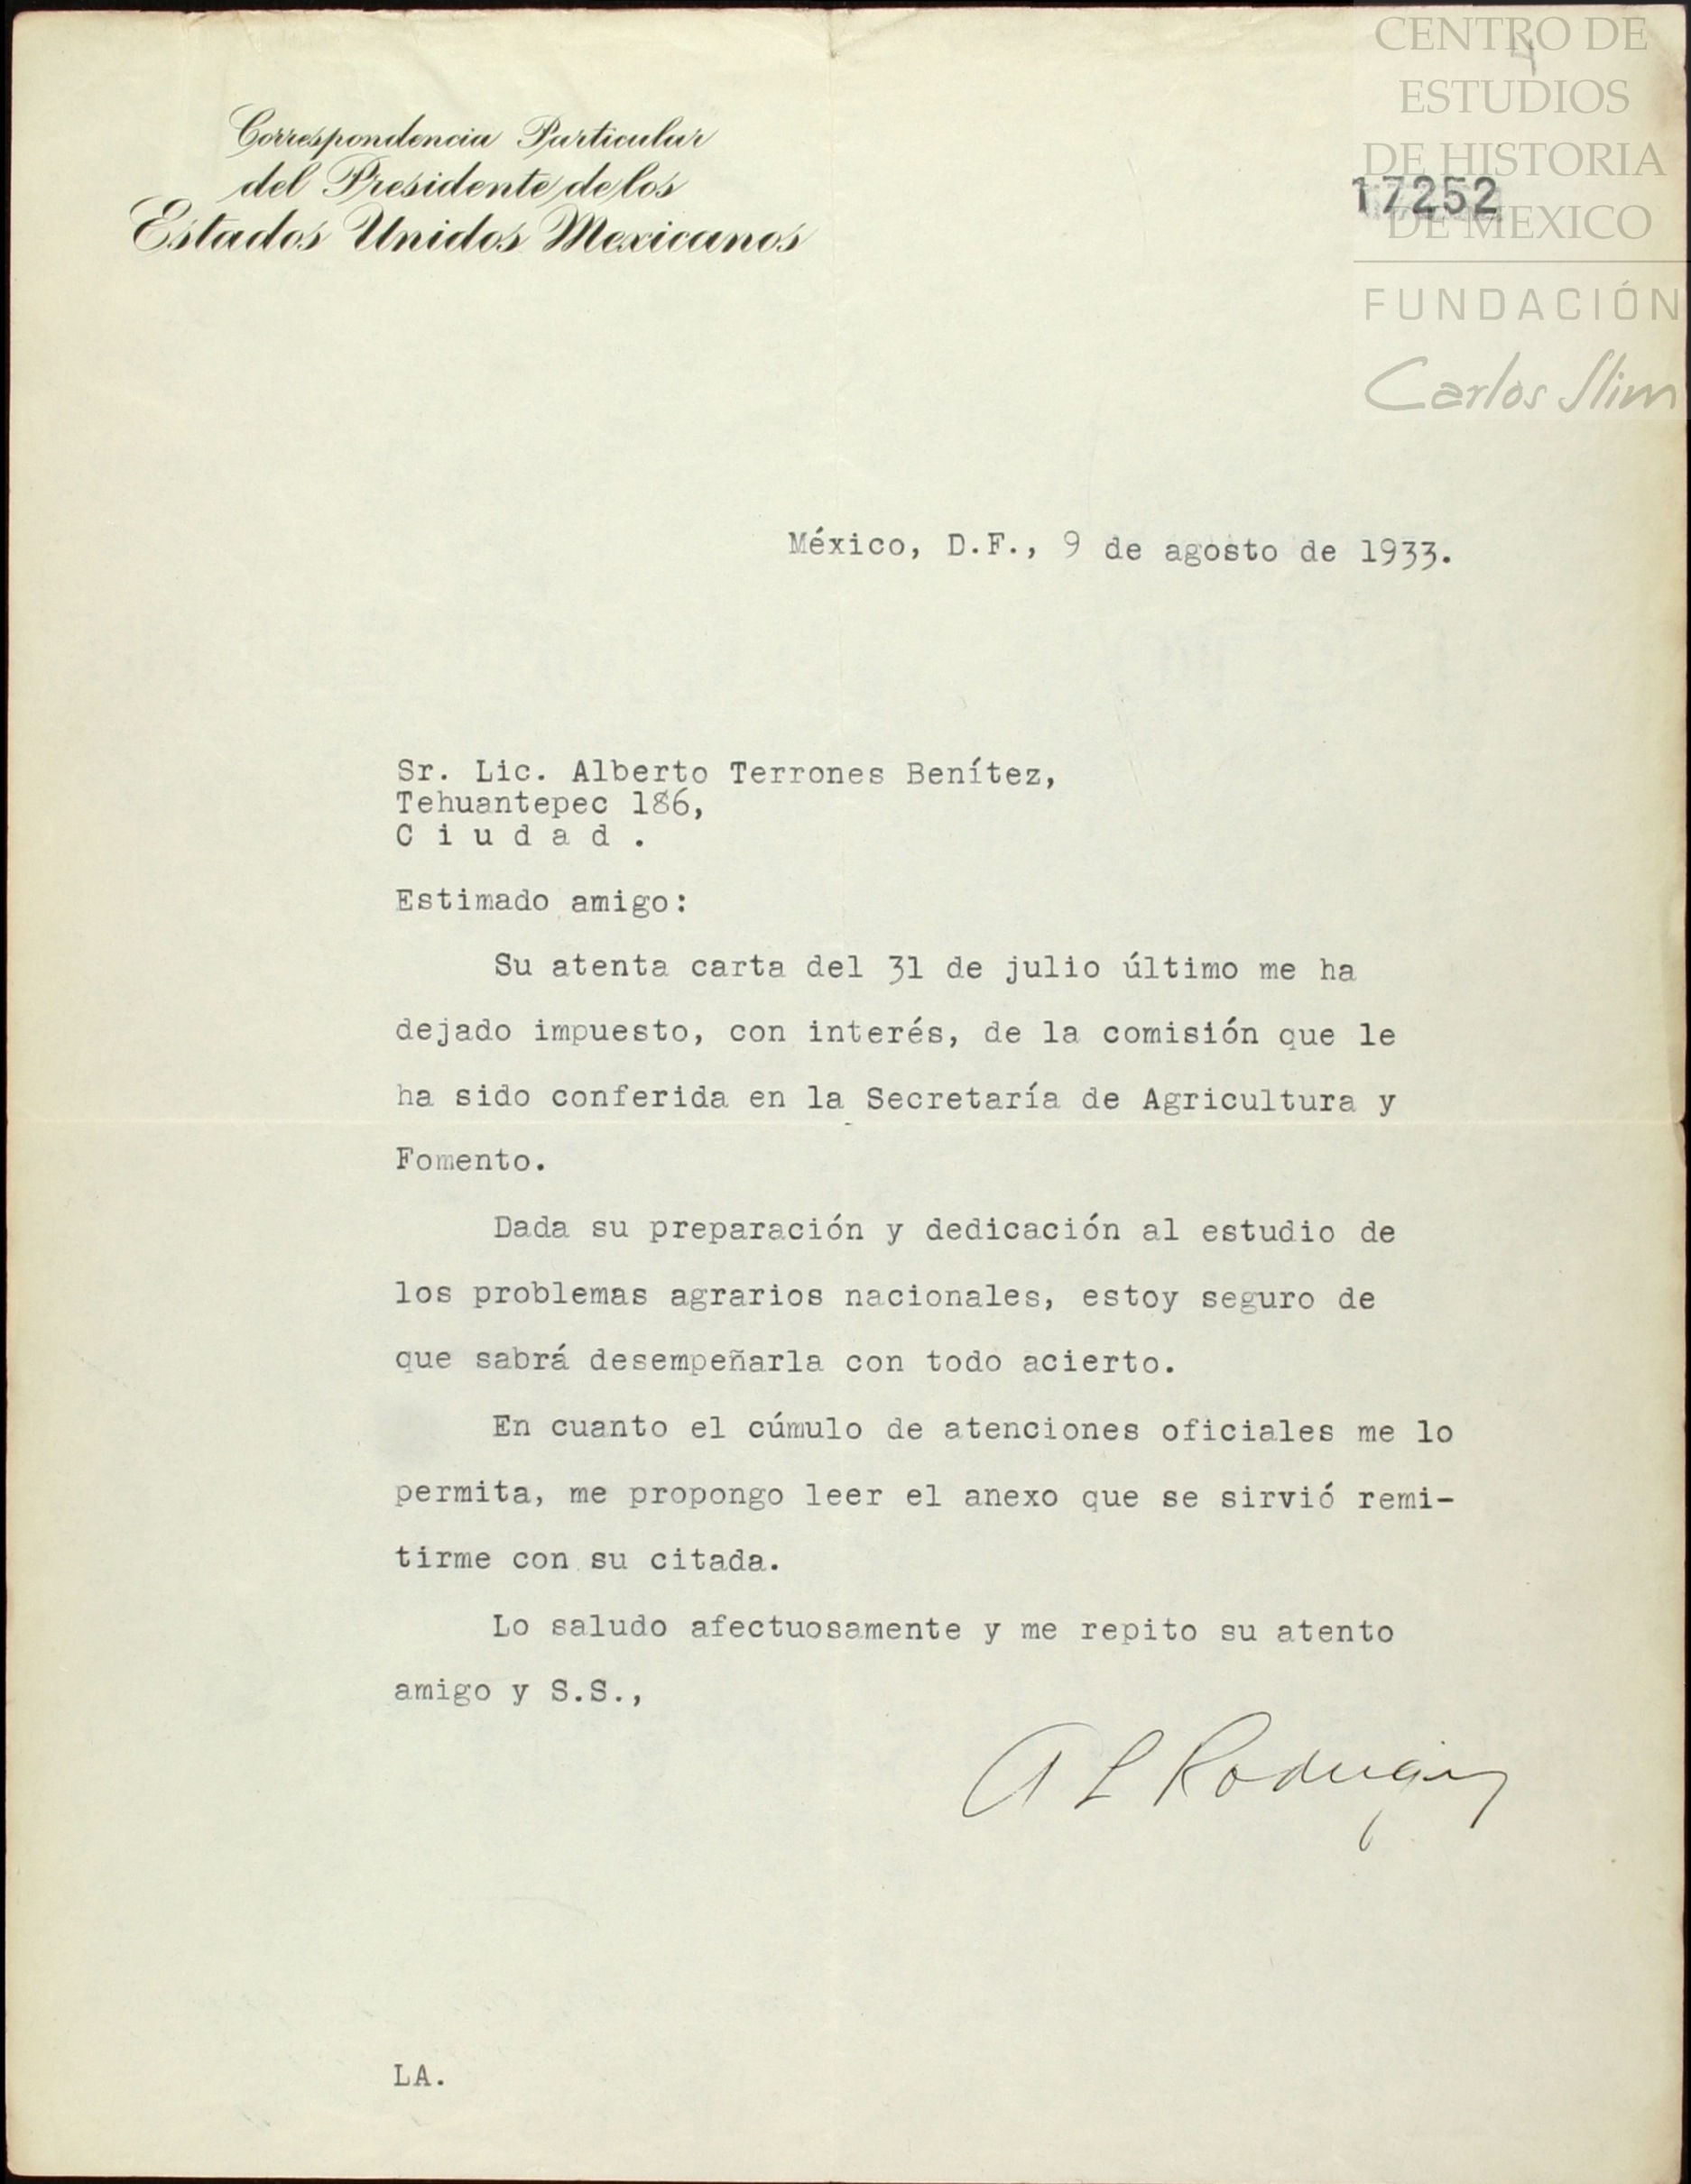 Correspondencia Particular
del Presidente de los
Estados Unidos Mexicanos
CENTRO DE
ESTUDIOS
DE HISTORIA
DE MEXICO
17252
FUNDACIÓN
Carlos Slim
México, D.F., 9 de agosto de 1933.
Sr. Lic. Alberto Terrones Benítez,
Tehuantepec 186,
C i u d a d .
Estimado amigo:
Su atenta carta del 31 de julio último me ha
dejado impuesto, con interés, de la comisión que le
ha sido conferida en la Secretaría de Agricultura y
Fomento.
Dada su preparación y dedicación al estudio de
los problemas agrarios nacionales, estoy seguro de
que sabrá desempeñarla con todo acierto.
En cuanto el cúmulo de atenciones oficiales me lo
permita, me propongo leer el anexo que se sirvió remi-
tirme con su citada.
Lo saludo afectuosamente y me repito su atento
amigo y S.S.,
A L Rodríguez
LA.